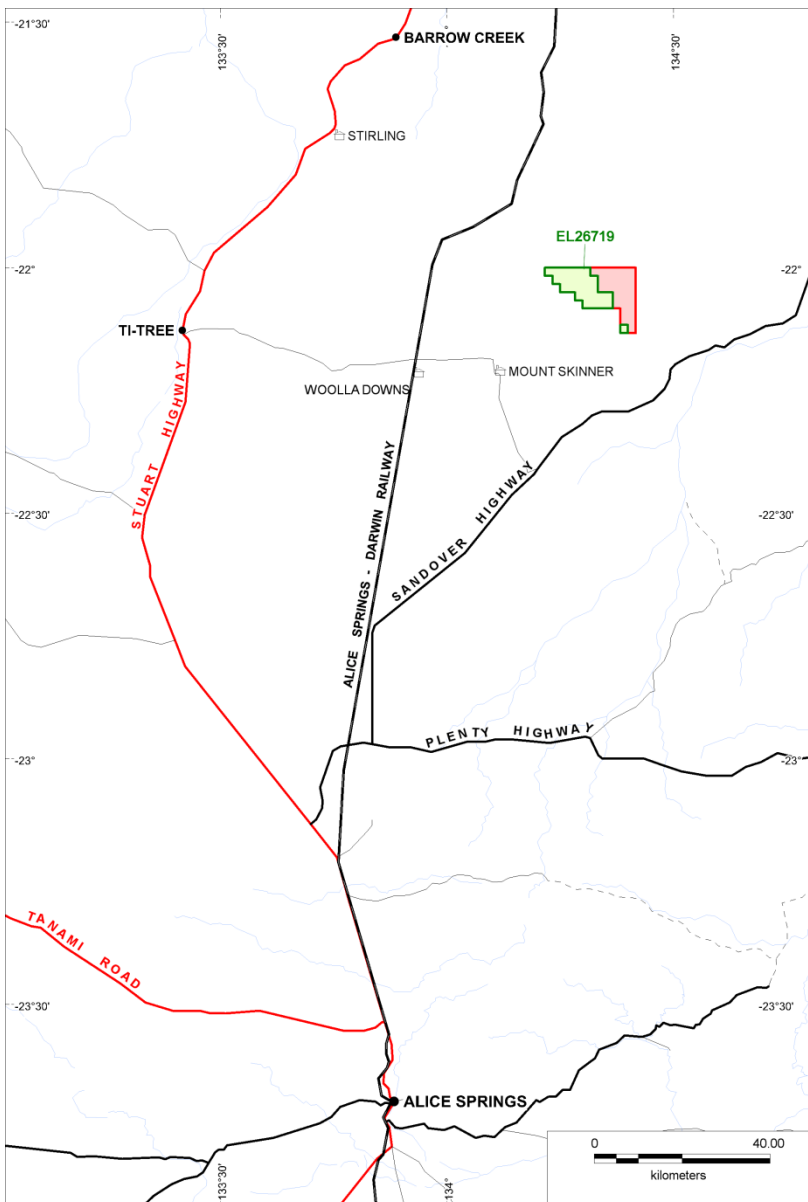 -21°30'
133°30'
134°30'
BARROW CREEK
STIRLING
EL26719
-22°
-22°
TI-TREE
WOOLLA DOWNS
MOUNT SKINNER
STUART HIGHWAY
ALICE SPRINGS - DARWIN RAILWAY
SANDOVER HIGHWAY
-22°30'
-22°30'
PLENTY HIGHWAY
-23°
-23°
TANAMI ROAD
-23°30'
-23°30'
ALICE SPRINGS
0 40.00
kilometers
133°30'
134°